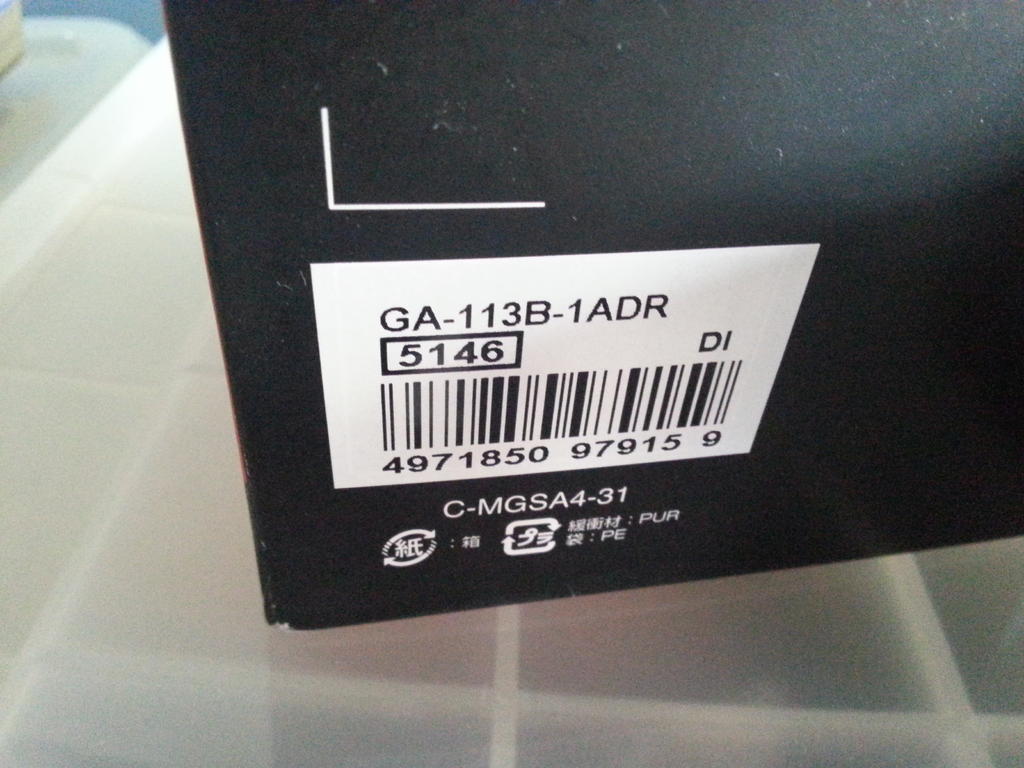 GA-113B-1ADR
5146
DI
4971850 97915 9
C-MGSA4-31
紙 : 箱
プラ 緩衝材 : PUR
袋 : PE